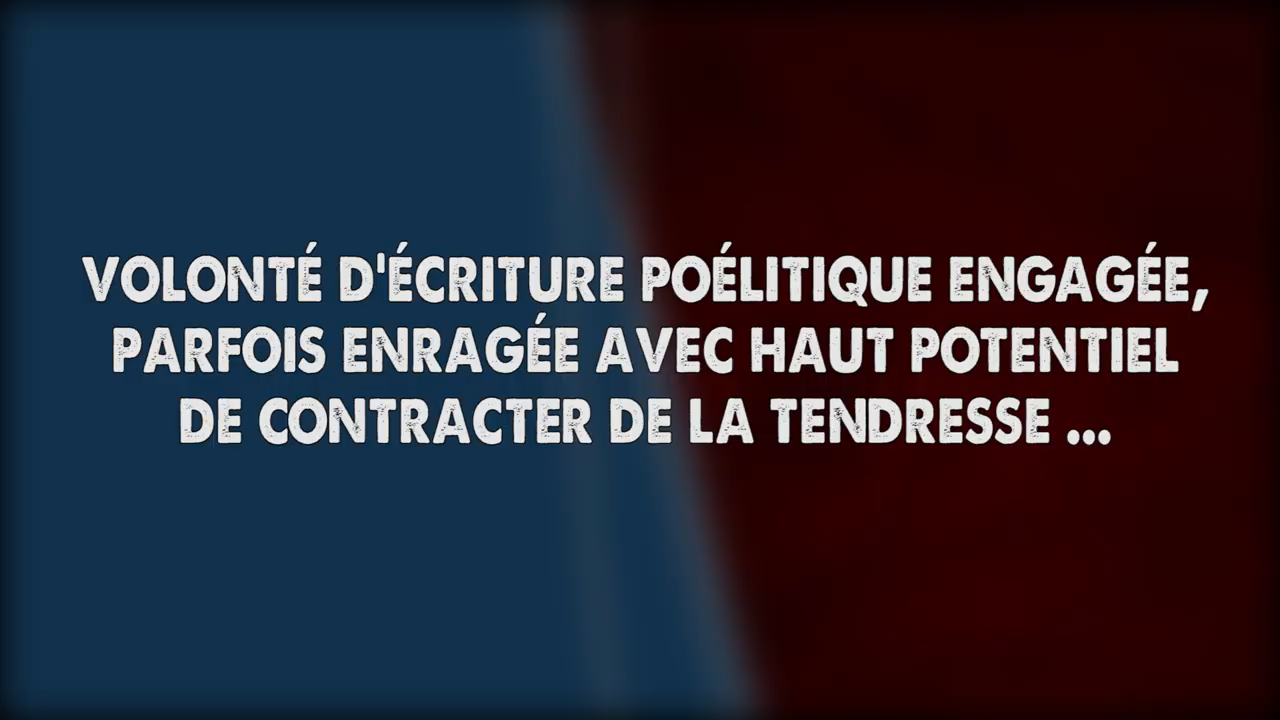 VOLONTÉ D'ÉCRITURE POÉLITIQUE ENGAGÉE,
PARFOIS ENRAGÉE AVEC HAUT POTENTIEL
DE CONTRACTER DE LA TENDRESSE ...